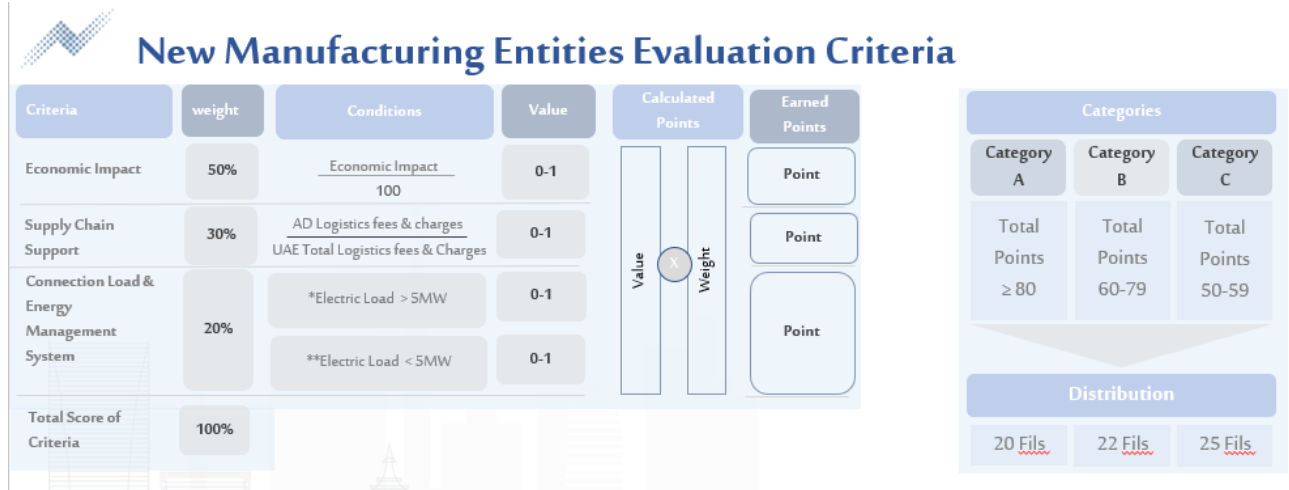 New Manufacturing Entities Evaluation Criteria
Criteria
weight
Conditions
Value
Calculated
Points
Earned
Points
Economic Impact
50%
Economic Impact
100
0-1
Point
Supply Chain
Support
30%
AD Logistics fees & charges
UAE Total Logistics fees & Charges
0-1
Point
Connection Load &
Energy
Management
System
20%
*Electric Load > 5MW
0-1
**Electric Load < 5MW
0-1
Point
Value
X
Weight
Total Score of
Criteria
100%
Categories
Category
A
Category
B
Category
C
Total
Points
≥ 80
Total
Points
60-79
Total
Points
50-59
Distribution
20 Fils
22 Fils
25 Fils